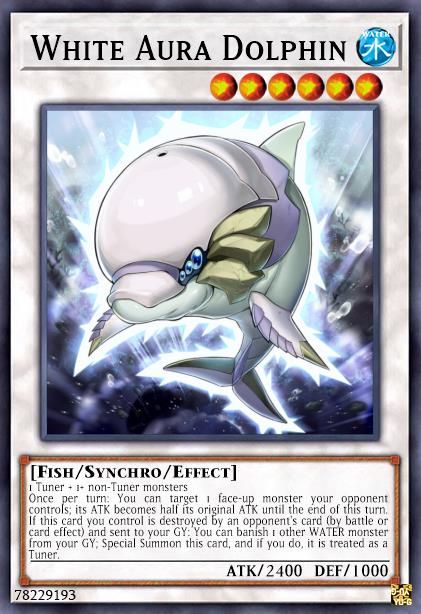 WHITE AURA DOLPHIN
WATER
水
[FISH/SYNCHRO/EFFECT]
1 Tuner + 1+ non-Tuner monsters
Once per turn: You can target 1 face-up monster your opponent
controls; its ATK becomes half its original ATK until the end of this turn.
If this card you control is destroyed by an opponent's card (by battle or
card effect) and sent to your GY: You can banish 1 other WATER monster
from your GY; Special Summon this card, and if you do, it is treated as a
Tuner.
ATK/2400 DEF/1000
78229193